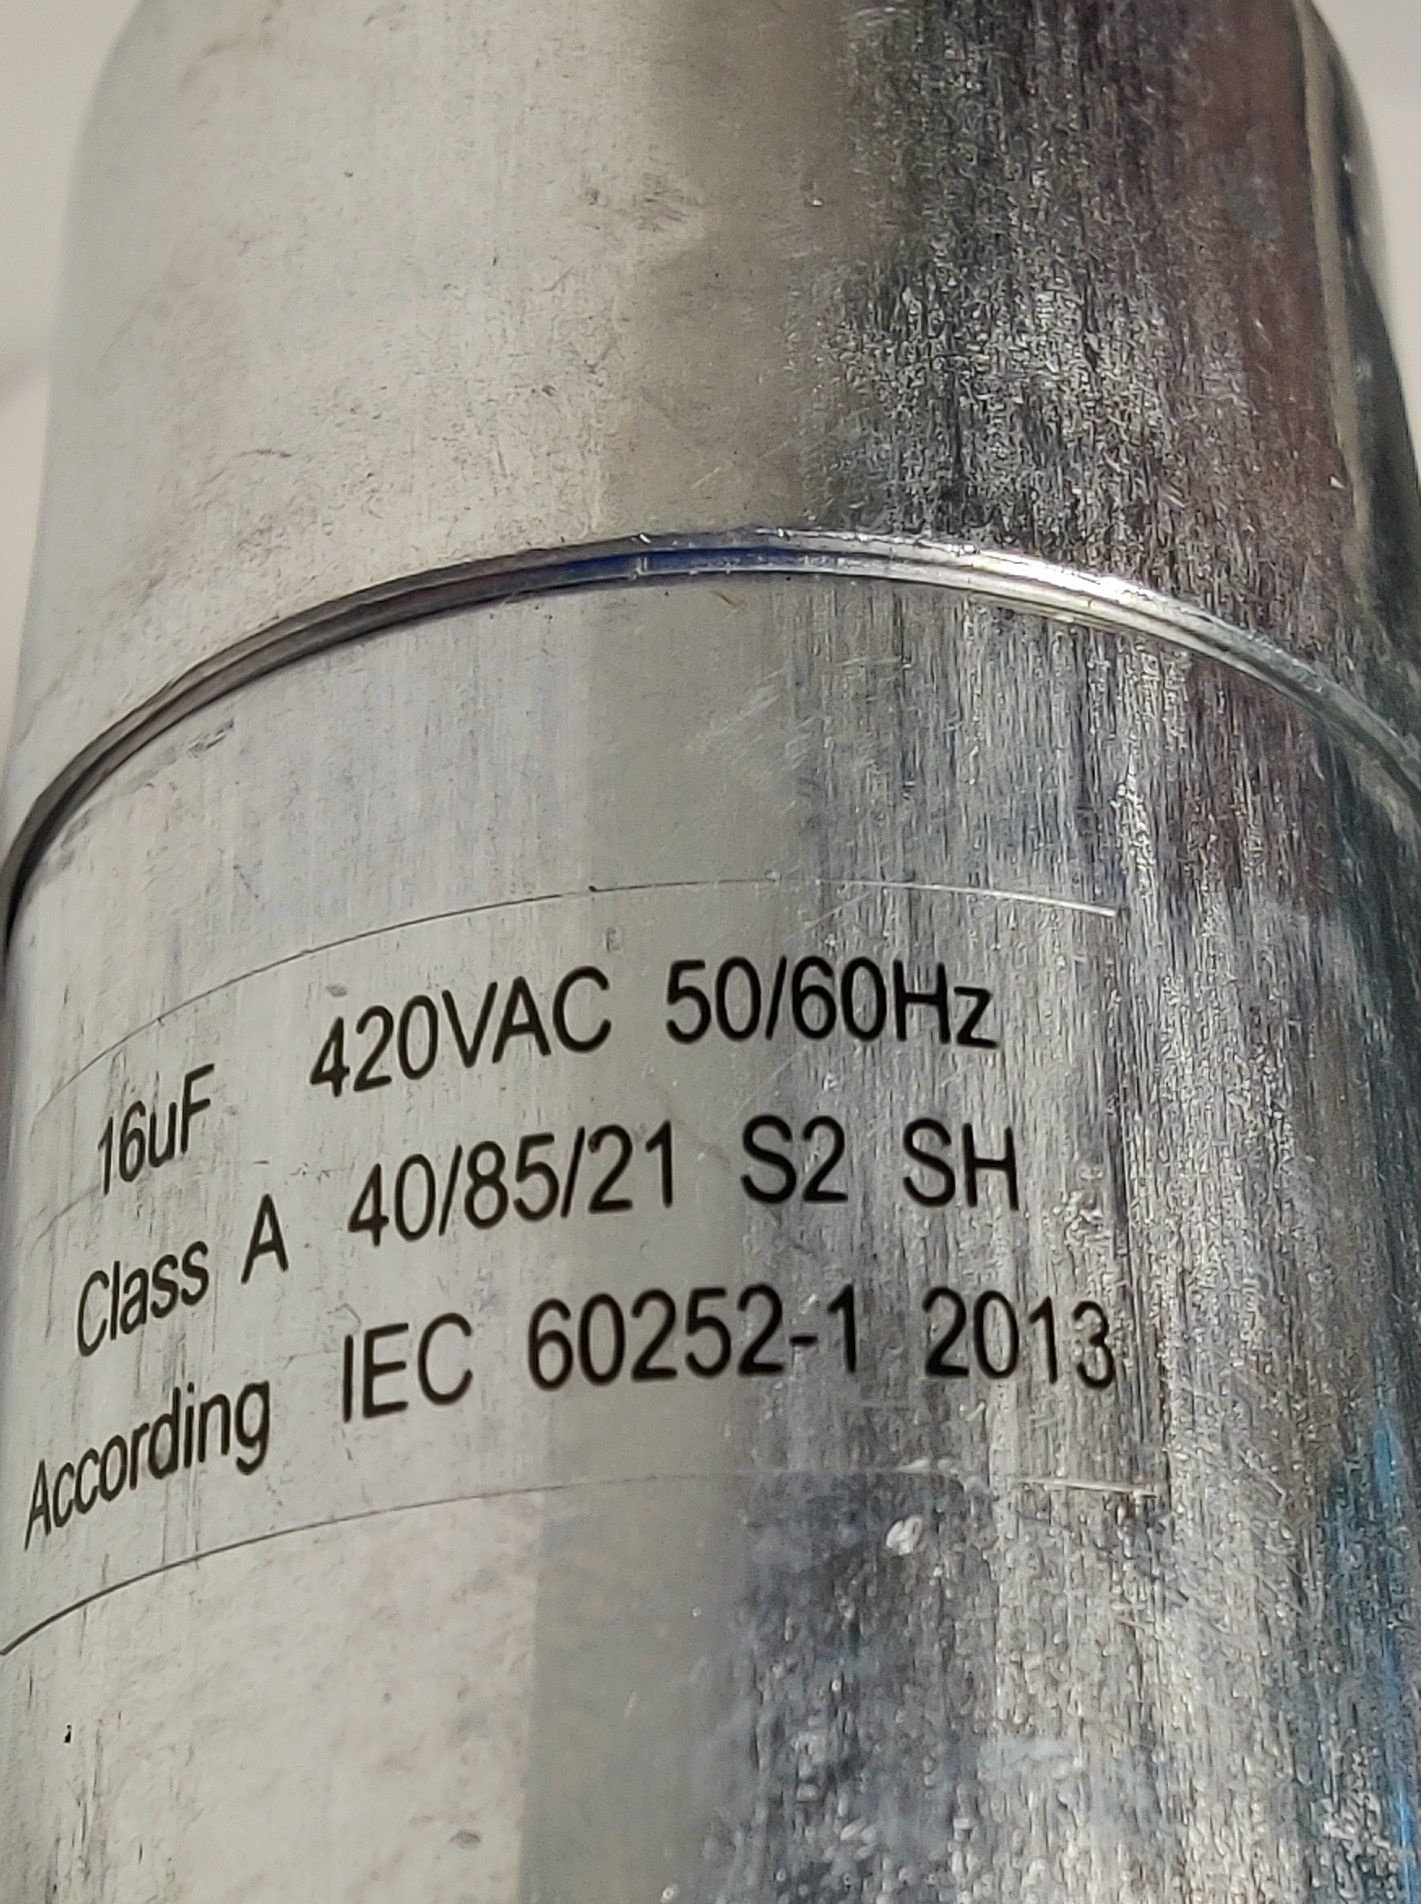 16uF 420VAC 50/60Hz
Class A 40/85/21 S2 SH
According IEC 60252-1 2013